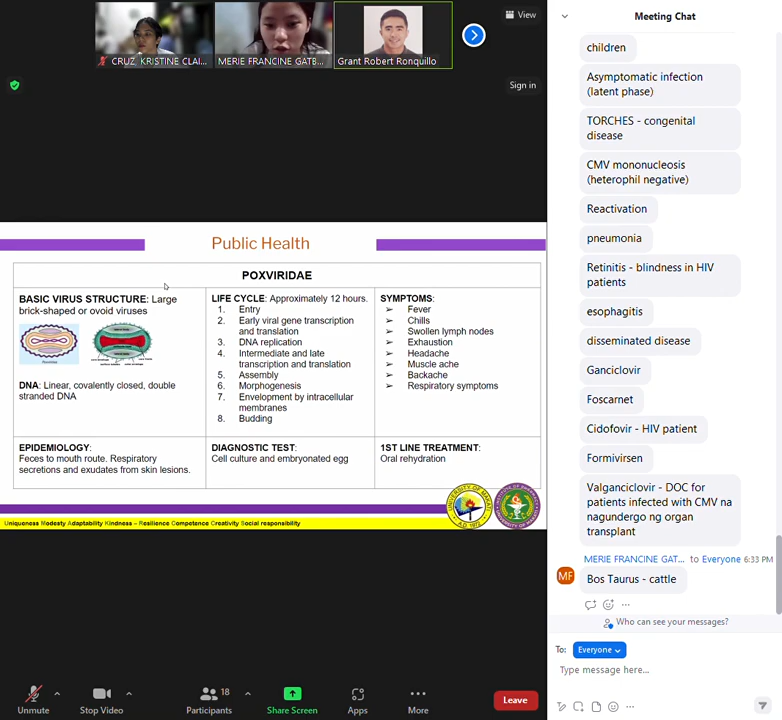 View
CRUZ, KRISTINE CLAI...
MERIE FRANCINE GATB...
Grant Robert Ronquillo
Sign in
Public Health
POXVIRIDAE
BASIC VIRUS STRUCTURE: Large
brick-shaped or ovoid viruses
DNA: Linear, covalently closed, double
stranded DNA
LIFE CYCLE: Approximately 12 hours.
1. Entry
2. Early viral gene transcription
and translation
3. DNA replication
4. Intermediate and late
transcription and translation
5. Assembly
6. Morphogenesis
7. Envelopment by intracellular
membranes
8. Budding
SYMPTOMS:
➢ Fever
➢ Chills
➢ Swollen lymph nodes
➢ Exhaustion
➢ Headache
➢ Muscle ache
➢ Backache
➢ Respiratory symptoms
EPIDEMIOLOGY:
Feces to mouth route. Respiratory
secretions and exudates from skin lesions.
DIAGNOSTIC TEST:
Cell culture and embryonated egg
1ST LINE TREATMENT:
Oral rehydration
Uniqueness Modesty Adaptability Kindness – Resilience Competence Creativity Social responsibility
UNIVERSITY OF MAKATI
A.D. 1972
Unmute
Stop Video
18
Participants
Share Screen
Apps
More
Leave
Meeting Chat
children
Asymptomatic infection
(latent phase)
TORCHES - congenital
disease
CMV mononucleosis
(heterophil negative)
Reactivation
pneumonia
Retinitis - blindness in HIV
patients
esophagitis
disseminated disease
Ganciclovir
Foscarnet
Cidofovir - HIV patient
Formivirsen
Valganciclovir - DOC for
patients infected with CMV na
nagundergo ng organ
transplant
MERIE FRANCINE GAT... to Everyone 6:33 PM
MF
Bos Taurus - cattle
Who can see your messages?
To: Everyone
Type message here...